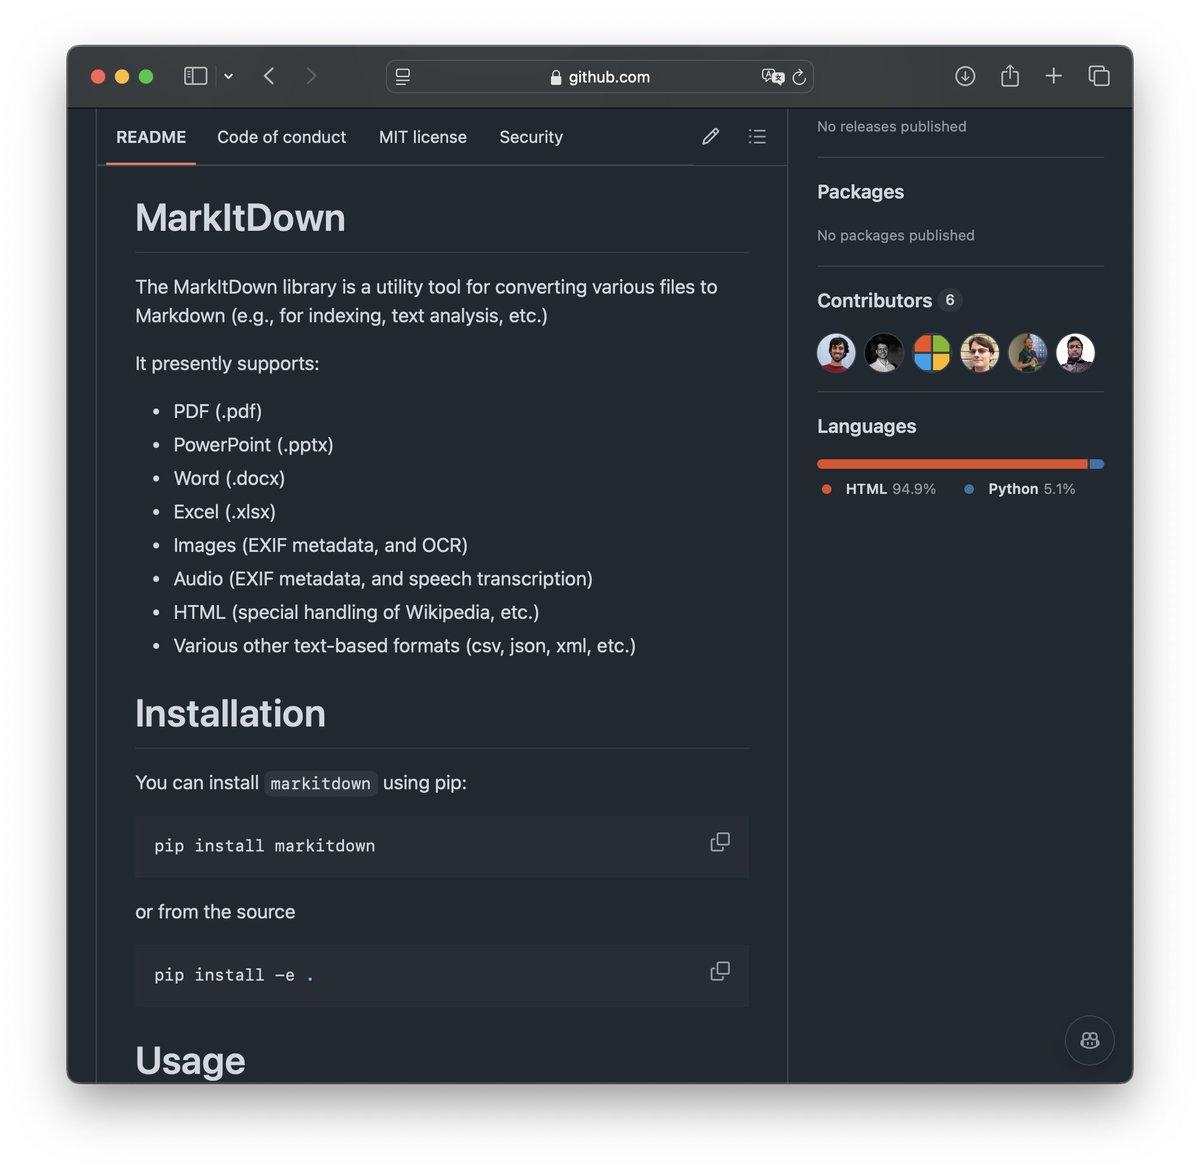 github.com
README Code of conduct MIT license Security
MarkItDown
The MarkItDown library is a utility tool for converting various files to
Markdown (e.g., for indexing, text analysis, etc.)
It presently supports:
• PDF (.pdf)
• PowerPoint (.pptx)
• Word (.docx)
• Excel (.xlsx)
• Images (EXIF metadata, and OCR)
• Audio (EXIF metadata, and speech transcription)
• HTML (special handling of Wikipedia, etc.)
• Various other text-based formats (csv, json, xml, etc.)
Installation
You can install markitdown using pip:
pip install markitdown
or from the source
pip install -e .
Usage
No releases published
Packages
No packages published
Contributors 6
Languages
HTML 94.9% Python 5.1%